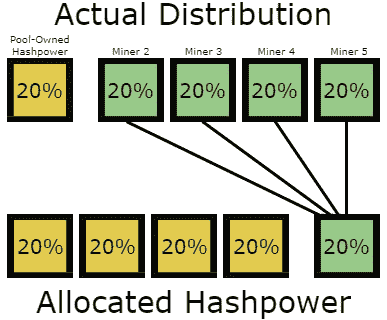 Actual Distribution
Pool-Owned
Hashpower
Miner 2 Miner 3 Miner 4 Miner 5
20% 20% 20% 20% 20%
20% 20% 20% 20% 20%
Allocated Hashpower